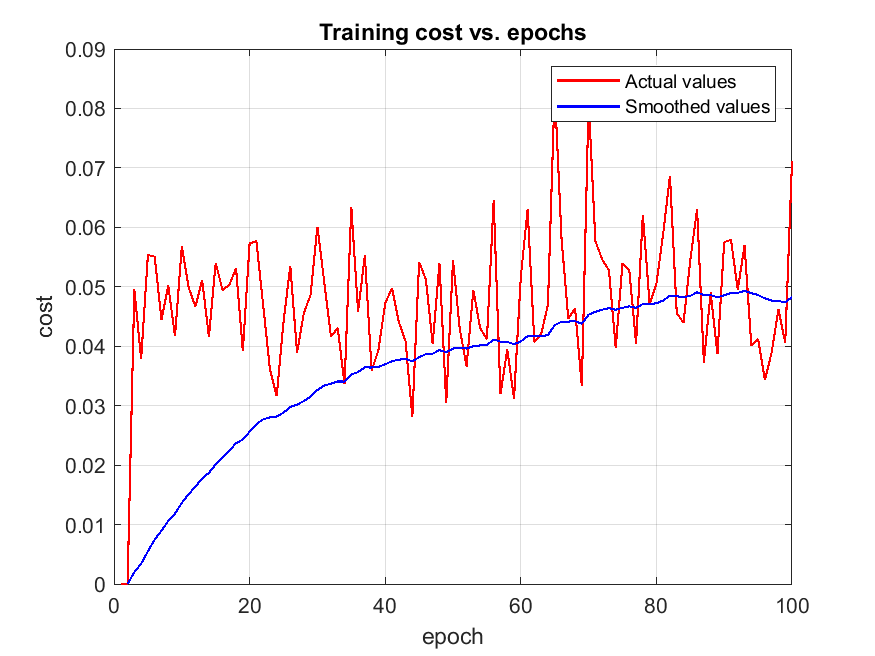 Training cost vs. epochs
0.09
Actual values
Smoothed values
0.08
0.07
0.06
0.05
cost
0.04
0.03
0.02
0.01
0
0 20 40 60 80 100
epoch